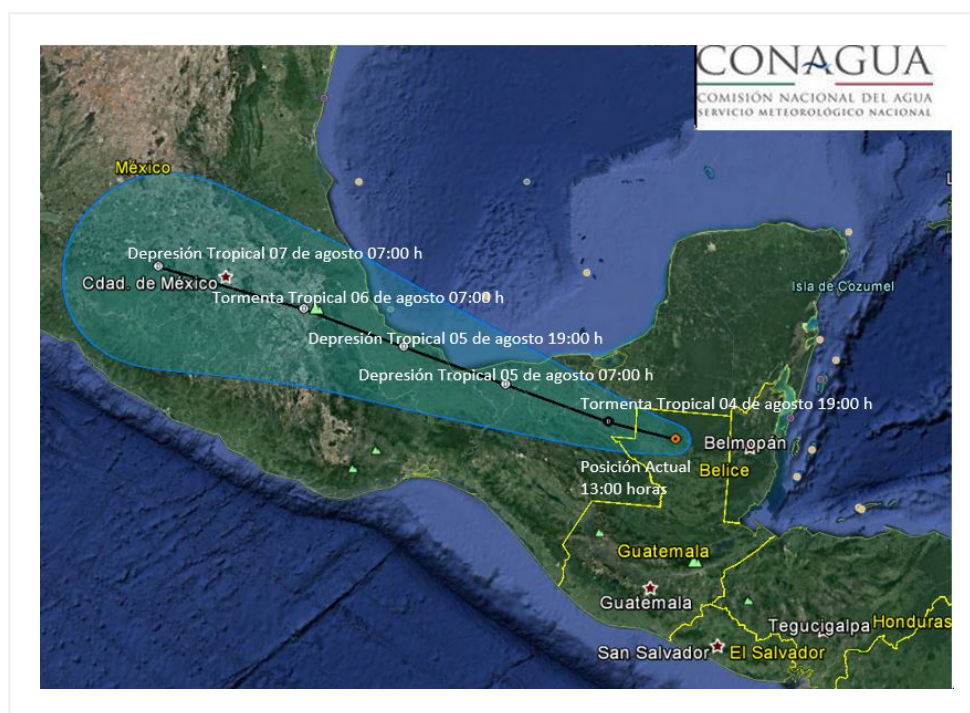 CONAGUA
COMISIÓN NACIONAL DEL AGUA
SERVICIO METEOROLÓGICO NACIONAL
México
Depresión Tropical 07 de agosto 07:00 h
Cdad. de México
Isla de Cozumel
Tormenta Tropical 06 de agosto 07:00 h
Depresión Tropical 05 de agosto 19:00 h
Depresión Tropical 05 de agosto 07:00 h
Tormenta Tropical 04 de agosto 19:00 h
Belmopán
Posición Actual
13:00 horas
Belice
Guatemala
Guatemala
Tegucigalpa
Honduras
San Salvador
El Salvador